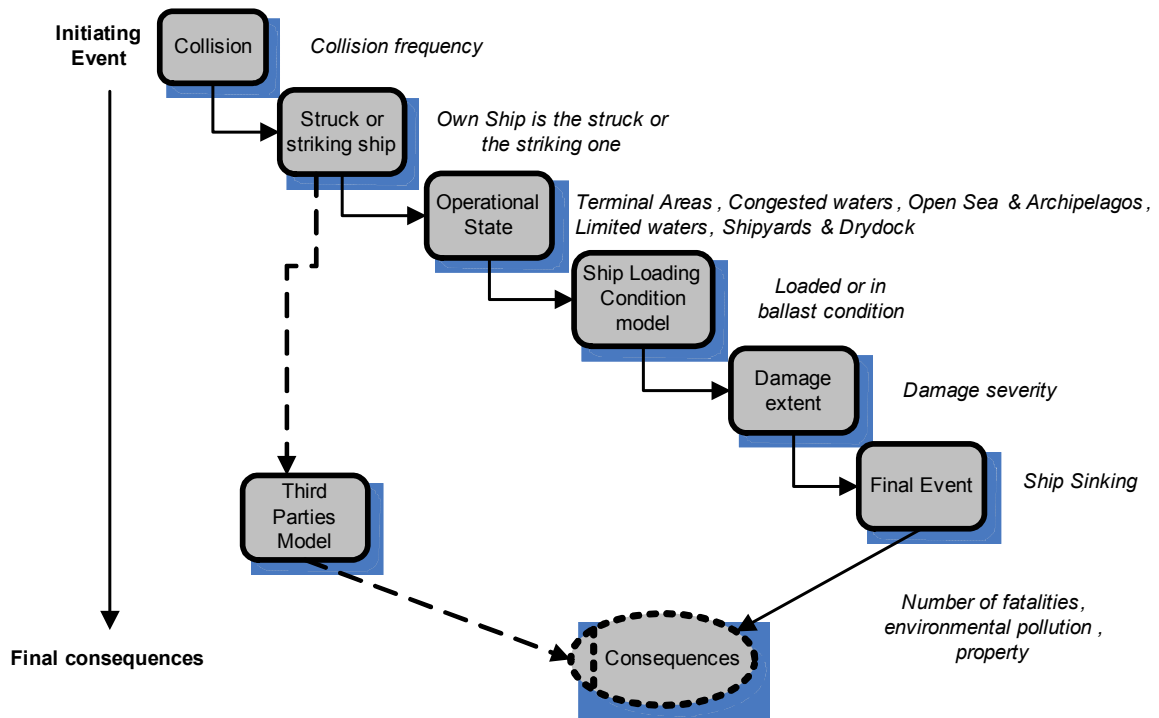 Initiating
Event
Collision
Collision frequency
Struck or
striking ship
Own Ship is the struck or
the striking one
Operational
State
Terminal Areas , Congested waters , Open Sea & Archipelagos ,
Limited waters , Shipyards & Drydock
Ship Loading
Condition
model
Loaded or in
ballast condition
Damage
extent
Damage severity
Final Event
Ship Sinking
Third
Parties
Model
Number of fatalities,
environmental pollution ,
property
Consequences
Final consequences